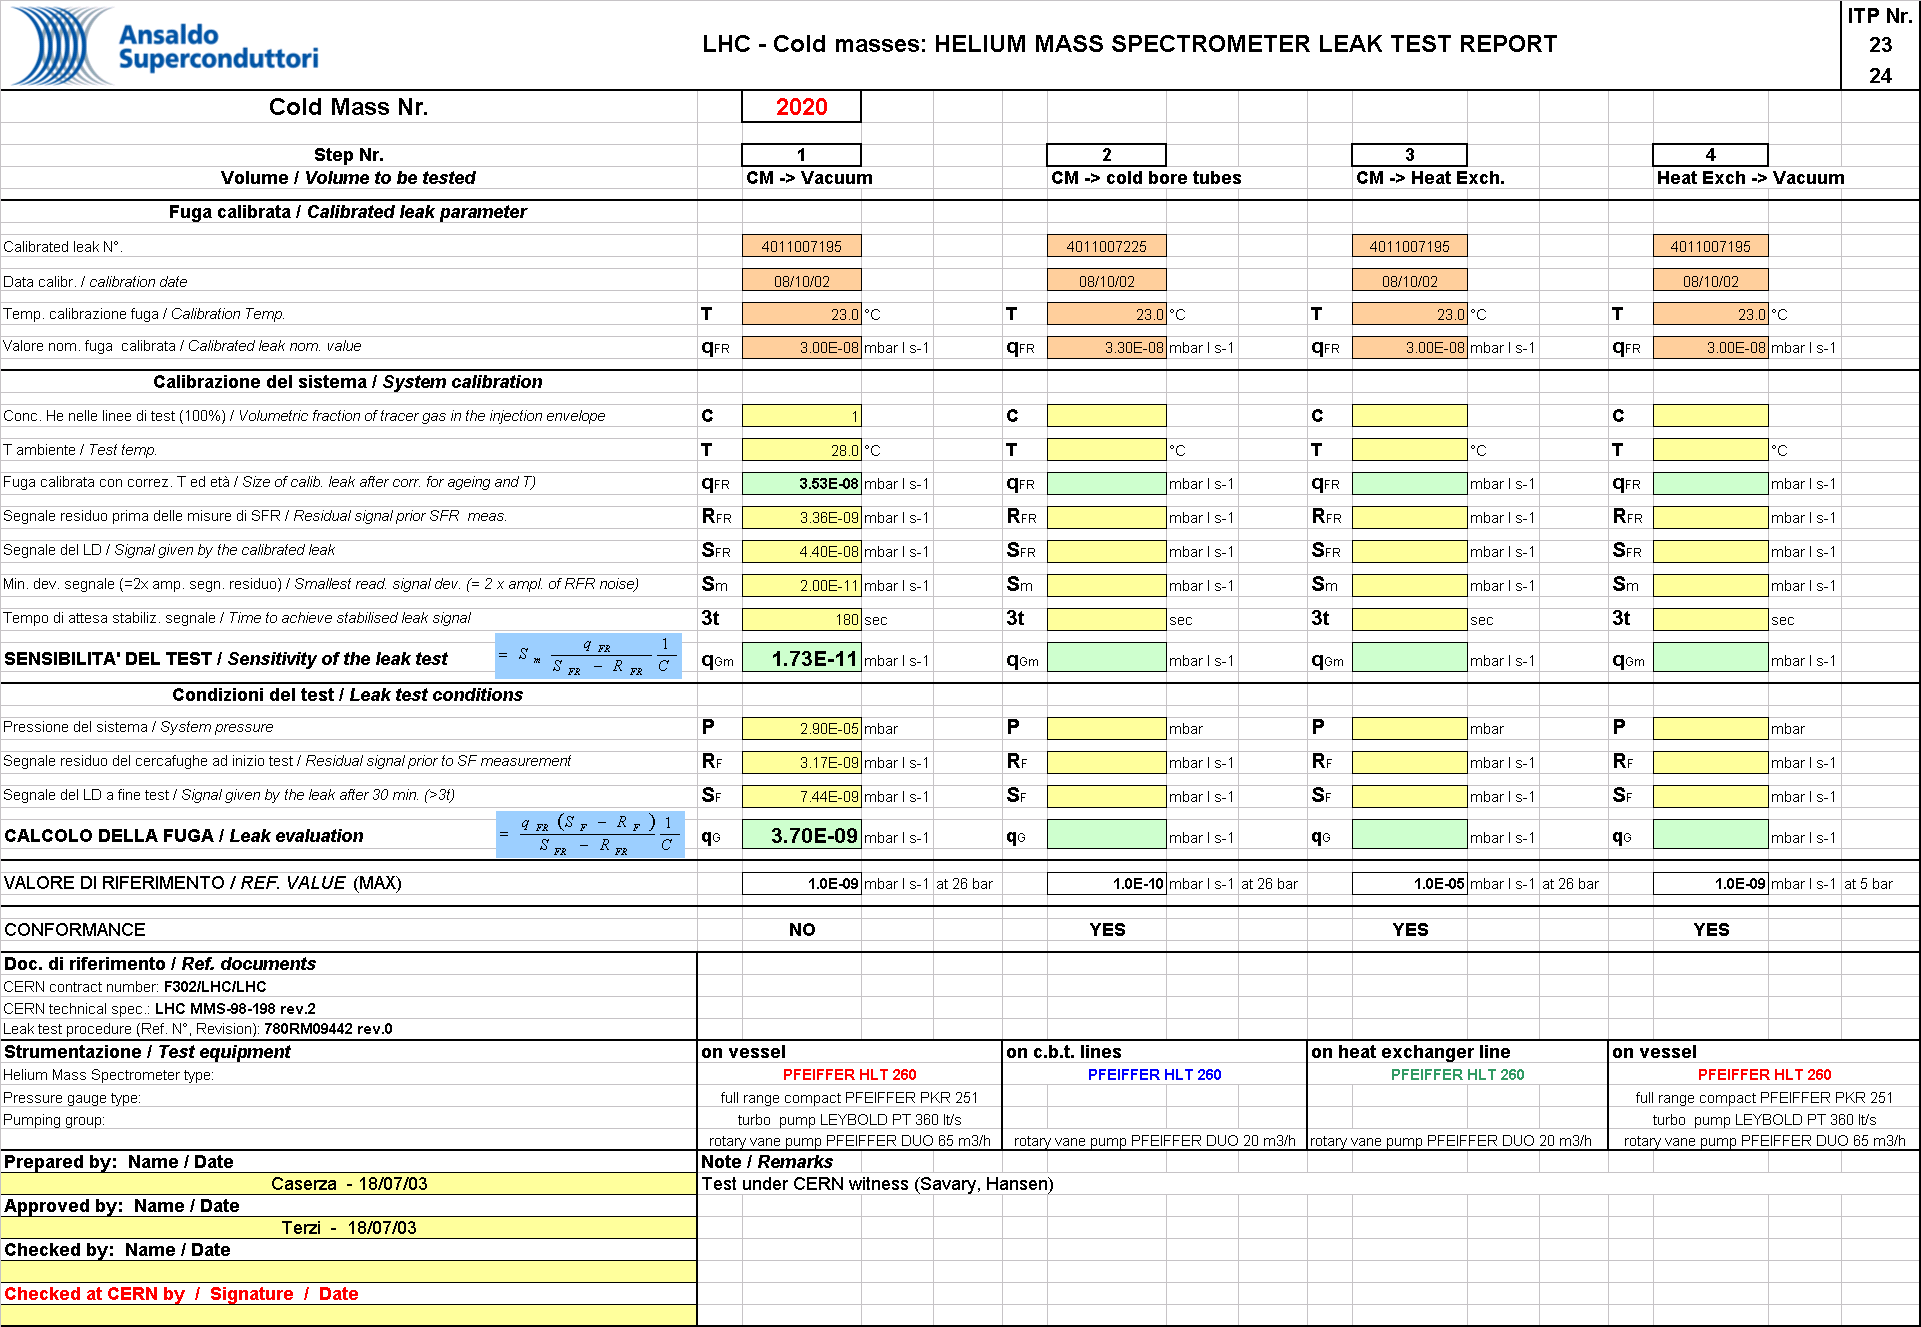 Ansaldo
Superconduttori
LHC - Cold masses: HELIUM MASS SPECTROMETER LEAK TEST REPORT
ITP Nr.
23
24
Cold Mass Nr. 2020
Step Nr. 1 2 3 4
Volume / Volume to be tested CM -> Vacuum CM -> cold bore tubes CM -> Heat Exch. Heat Exch -> Vacuum
Fuga calibrata / Calibrated leak parameter
Calibrated leak N°. 4011007195 4011007225 4011007195 4011007195
Data calibr. / calibration date 08/10/02 08/10/02 08/10/02 08/10/02
Temp. calibrazione fuga / Calibration Temp. T 23.0 °C T 23.0 °C T 23.0 °C T 23.0 °C
Valore nom. fuga calibrata / Calibrated leak nom. value qFR 3.00E-08 mbar l s-1 qFR 3.30E-08 mbar l s-1 qFR 3.00E-08 mbar l s-1 qFR 3.00E-08 mbar l s-1
Calibrazione del sistema / System calibration
Conc. He nelle linee di test (100%) / Volumetric fraction of tracer gas in the injection envelope C 1 C C C
T ambiente / Test temp. T 28.0 °C T °C T °C T °C
Fuga calibrata con correz. T ed età / Size of calib. leak after corr. for ageing and T) qFR 3.53E-08 mbar l s-1 qFR mbar l s-1 qFR mbar l s-1 qFR mbar l s-1
Segnale residuo prima delle misure di SFR / Residual signal prior SFR meas. RFR 3.36E-09 mbar l s-1 RFR mbar l s-1 RFR mbar l s-1 RFR mbar l s-1
Segnale del LD / Signal given by the calibrated leak SFR 4.40E-08 mbar l s-1 SFR mbar l s-1 SFR mbar l s-1 SFR mbar l s-1
Min. dev. segnale (=2x amp. segn. residuo) / Smallest read. signal dev. (= 2 x ampl. of RFR noise) Sm 2.00E-11 mbar l s-1 Sm mbar l s-1 Sm mbar l s-1 Sm mbar l s-1
Tempo di attesa stabiliz. segnale / Time to achieve stabilised leak signal 3t 180 sec 3t sec 3t sec 3t sec
SENSIBILITA' DEL TEST / Sensitivity of the leak test = S m q FR / S FR − R FR 1 / C qGm 1.73E-11 mbar l s-1 qGm mbar l s-1 qGm mbar l s-1 qGm mbar l s-1
Condizioni del test / Leak test conditions
Pressione del sistema / System pressure P 2.90E-05 mbar P mbar P mbar P mbar
Segnale residuo del cercafughe ad inizio test / Residual signal prior to SF measurement RF 3.17E-09 mbar l s-1 RF mbar l s-1 RF mbar l s-1 RF mbar l s-1
Segnale del LD a fine test / Signal given by the leak after 30 min. (>3t) SF 7.44E-09 mbar l s-1 SF mbar l s-1 SF mbar l s-1 SF mbar l s-1
CALCOLO DELLA FUGA / Leak evaluation = q FR (S F − R F) / S FR − R FR 1 / C qG 3.70E-09 mbar l s-1 qG mbar l s-1 qG mbar l s-1 qG mbar l s-1
VALORE DI RIFERIMENTO / REF. VALUE (MAX) 1.0E-09 mbar l s-1 at 26 bar 1.0E-10 mbar l s-1 at 26 bar 1.0E-05 mbar l s-1 at 26 bar 1.0E-09 mbar l s-1 at 5 bar
CONFORMANCE NO YES YES YES
Doc. di riferimento / Ref. documents
CERN contract number: F302/LHC/LHC
CERN technical spec.: LHC MMS-98-198 rev.2
Leak test procedure (Ref. N°, Revision): 780RM09442 rev.0
Strumentazione / Test equipment on vessel on c.b.t. lines on heat exchanger line on vessel
Helium Mass Spectrometer type: PFEIFFER HLT 260 PFEIFFER HLT 260 PFEIFFER HLT 260 PFEIFFER HLT 260
Pressure gauge type: full range compact PFEIFFER PKR 251 full range compact PFEIFFER PKR 251
Pumping group: turbo pump LEYBOLD PT 360 lt/s turbo pump LEYBOLD PT 360 lt/s
rotary vane pump PFEIFFER DUO 65 m3/h rotary vane pump PFEIFFER DUO 20 m3/h rotary vane pump PFEIFFER DUO 20 m3/h rotary vane pump PFEIFFER DUO 65 m3/h
Prepared by: Name / Date Note / Remarks
Caserza - 18/07/03 Test under CERN witness (Savary, Hansen)
Approved by: Name / Date
Terzi - 18/07/03
Checked by: Name / Date
Checked at CERN by / Signature / Date